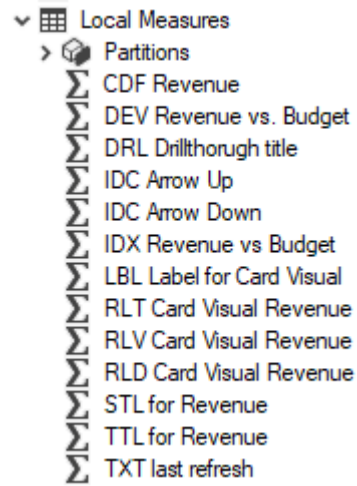 Local Measures
Partitions
CDF Revenue
DEV Revenue vs. Budget
DRL Drillthorugh title
IDC Arrow Up
IDC Arrow Down
IDX Revenue vs Budget
LBL Label for Card Visual
RLT Card Visual Revenue
RLV Card Visual Revenue
RLD Card Visual Revenue
STL for Revenue
TTL for Revenue
TXT last refresh